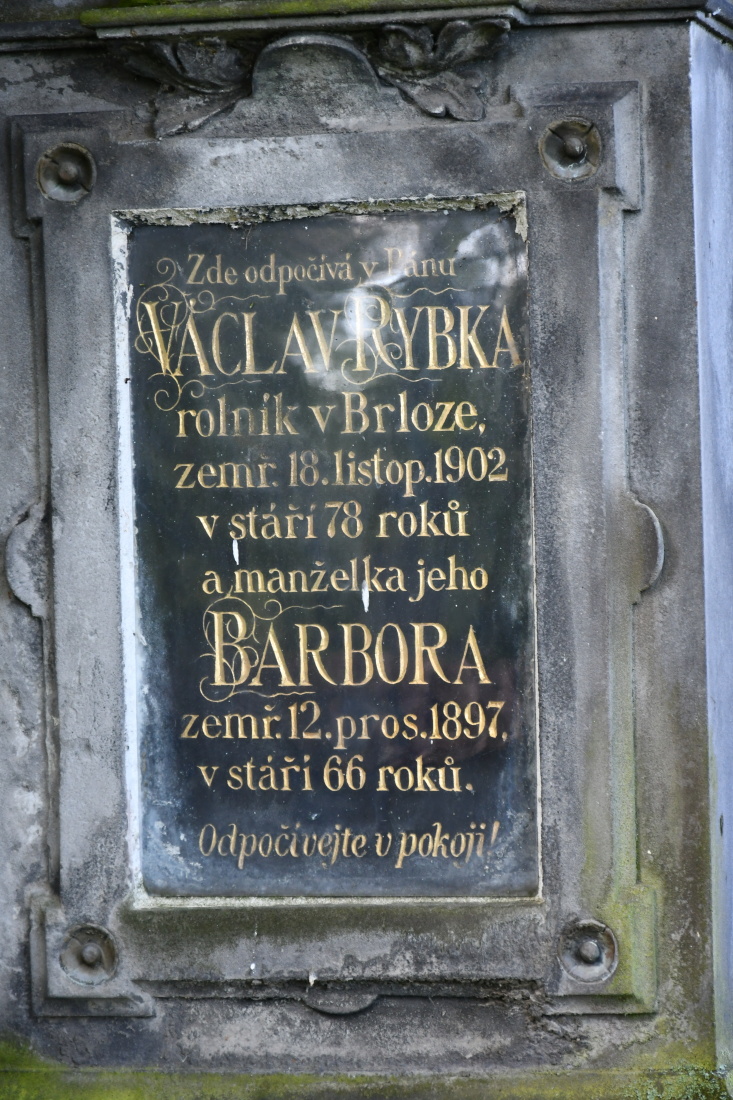 Zde odpočívá v Pánu
VÁCLAV RYBKA
rolník v Brloze,
zemř. 18. listop. 1902
v stáří 78 roků
a manželka jeho
BARBORA
zemř. 12. pros. 1897,
v stáří 66 roků.
Odpočívejte v pokoji!